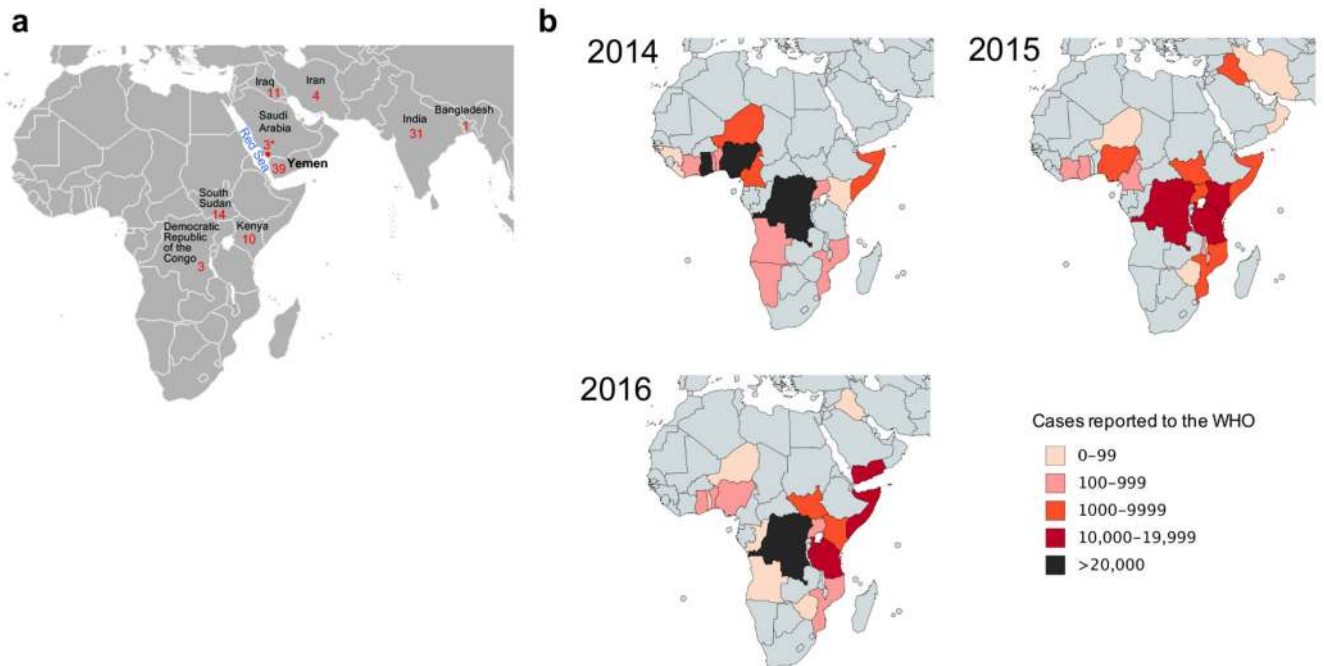 a
Iraq
11
Iran
4
Saudi
Arabia
3*
Red Sea
39 Yemen
India
31
Bangladesh
1
South
Sudan
14
Democratic
Republic
of the
Congo
3
Kenya
10
b
2014
2015
2016
Cases reported to the WHO
0–99
100–999
1000–9999
10,000–19,999
>20,000